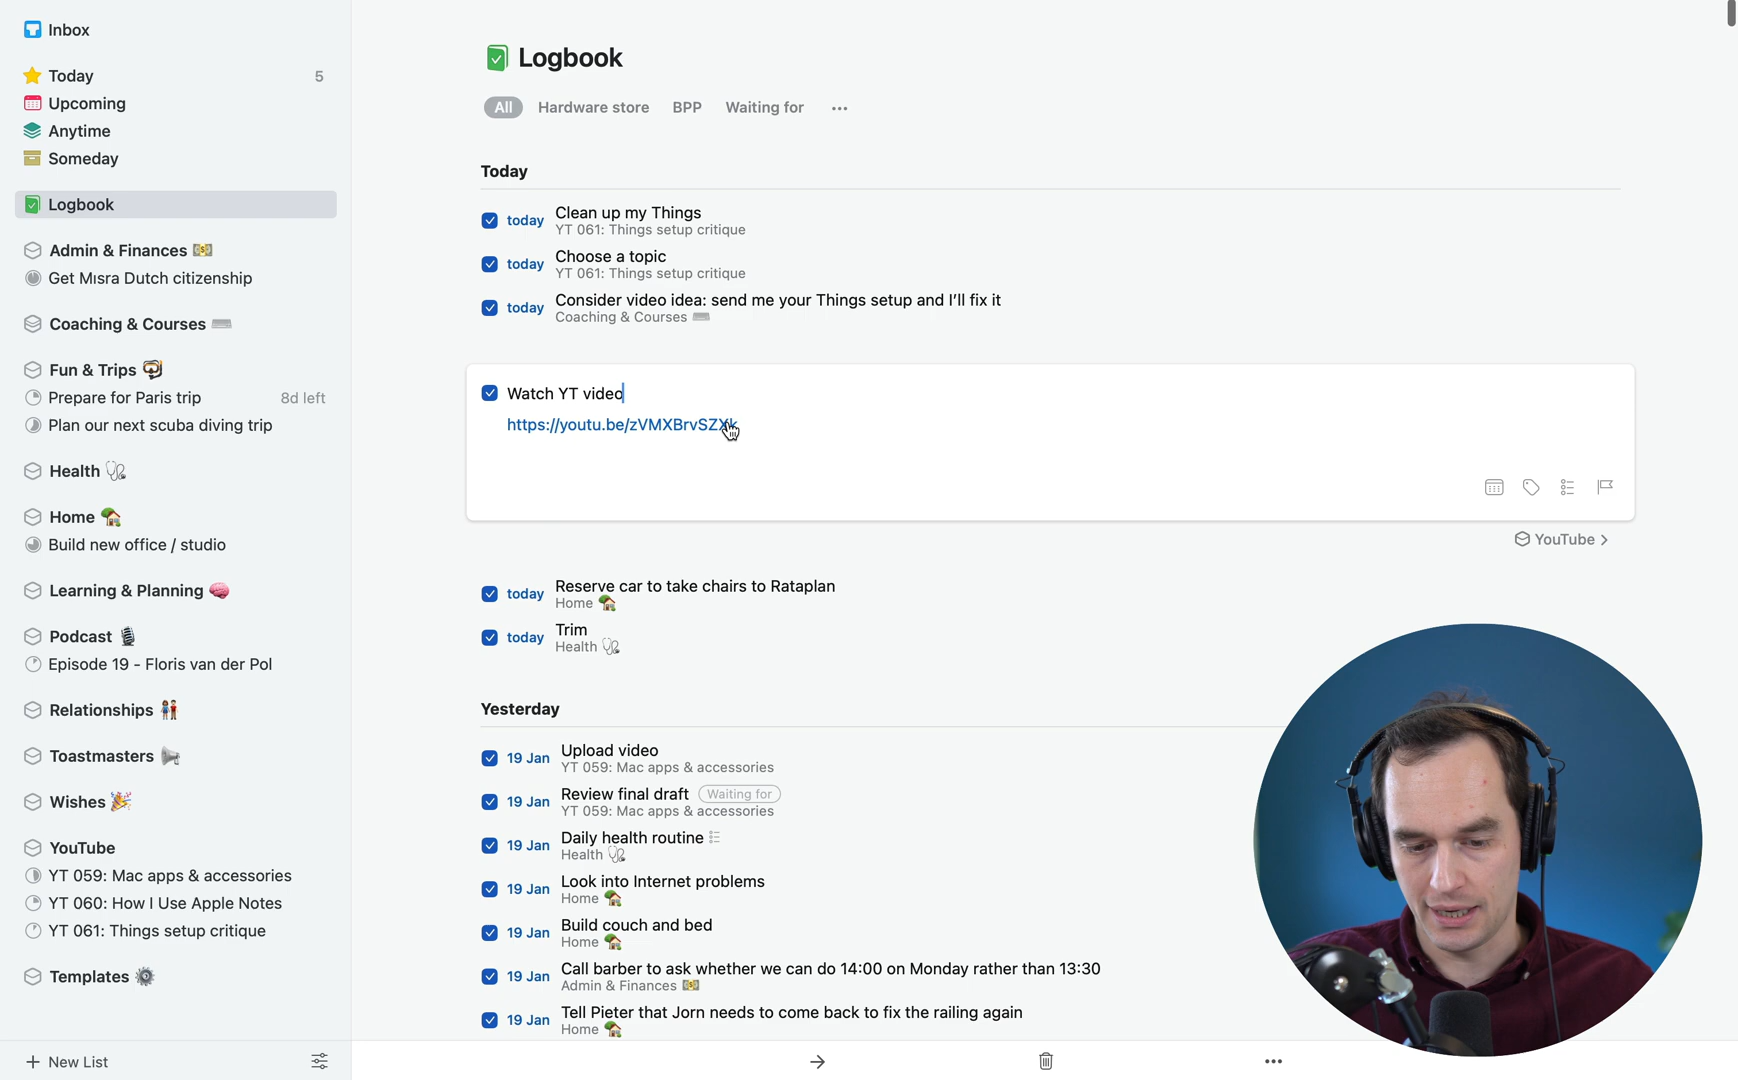 Inbox
Today 5
Upcoming
Anytime
Someday
Logbook
Admin & Finances
Get Mısra Dutch citizenship
Coaching & Courses
Fun & Trips
Prepare for Paris trip 8d left
Plan our next scuba diving trip
Health
Home
Build new office / studio
Learning & Planning
Podcast
Episode 19 - Floris van der Pol
Relationships
Toastmasters
Wishes
YouTube
YT 059: Mac apps & accessories
YT 060: How I Use Apple Notes
YT 061: Things setup critique
Templates
New List
Logbook
All Hardware store BPP Waiting for
Today
today Clean up my Things
YT 061: Things setup critique
today Choose a topic
YT 061: Things setup critique
today Consider video idea: send me your Things setup and I'll fix it
Coaching & Courses
Watch YT video
https://youtu.be/zVMXBrvSZXk
YouTube
today Reserve car to take chairs to Rataplan
Home
today Trim
Health
Yesterday
19 Jan Upload video
YT 059: Mac apps & accessories
19 Jan Review final draft Waiting for
YT 059: Mac apps & accessories
19 Jan Daily health routine
Health
19 Jan Look into Internet problems
Home
19 Jan Build couch and bed
Home
19 Jan Call barber to ask whether we can do 14:00 on Monday rather than 13:30
Admin & Finances
19 Jan Tell Pieter that Jorn needs to come back to fix the railing again
Home